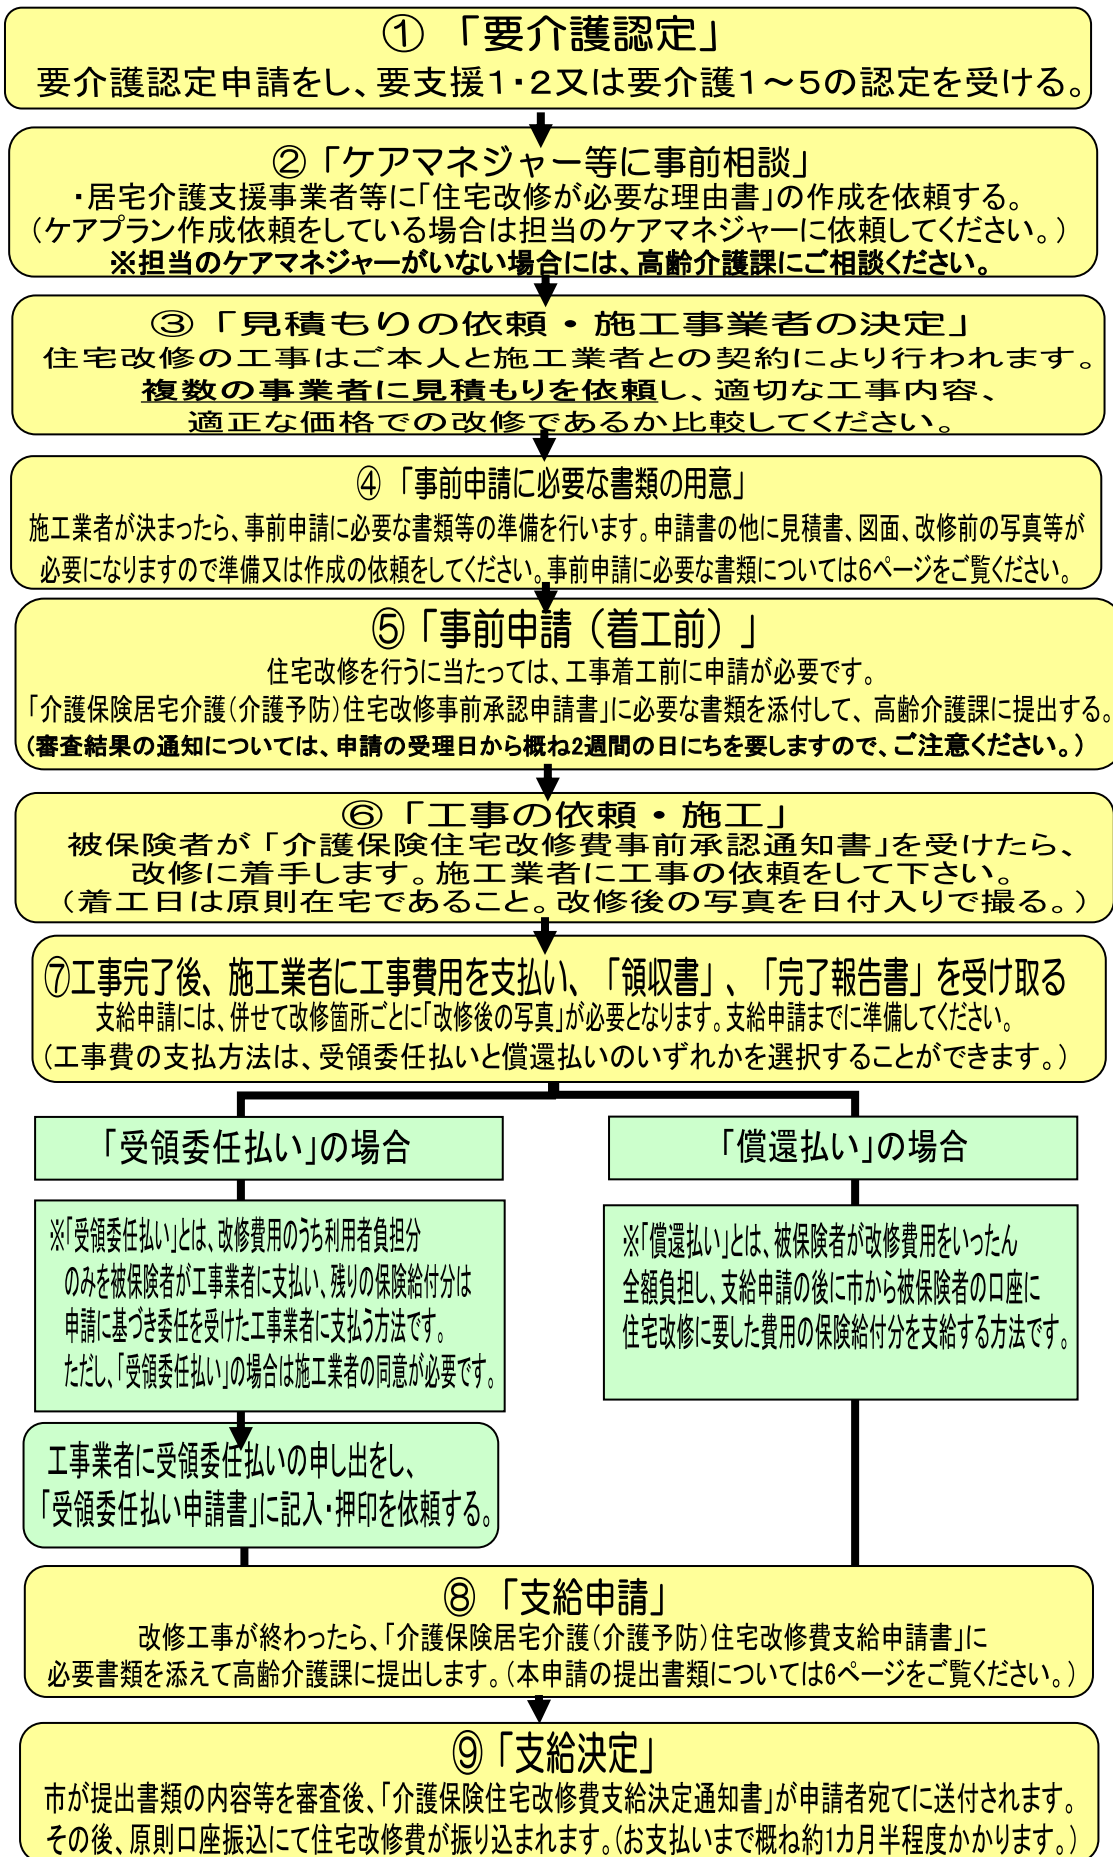 ① 「要介護認定」
要介護認定申請をし、要支援１・２又は要介護１～５の認定を受ける。
②「ケアマネジャー等に事前相談」
・居宅介護支援事業者等に「住宅改修が必要な理由書」の作成を依頼する。
（ケアプラン作成依頼をしている場合は担当のケアマネジャーに依頼してください。）
※担当のケアマネジャーがいない場合には、高齢介護課にご相談ください。
③「見積もりの依頼・施工事業者の決定」
住宅改修の工事はご本人と施工業者との契約により行われます。
複数の事業者に見積もりを依頼し、適切な工事内容、
適正な価格での改修であるか比較してください。
④ 「事前申請に必要な書類の用意」
施工業者が決まったら、事前申請に必要な書類等の準備を行います。申請書の他に見積書、図面、改修前の写真等が
必要になりますので準備又は作成の依頼をしてください。事前申請に必要な書類については6ページをご覧ください。
⑤「事前申請（着工前）」
住宅改修を行うに当たっては、工事着工前に申請が必要です。
「介護保険居宅介護（介護予防）住宅改修事前承認申請書」に必要な書類を添付して、高齢介護課に提出する。
（審査結果の通知については、申請の受理日から概ね2週間の日にちを要しますので、ご注意ください。）
⑥「工事の依頼・施工」
被保険者が「介護保険住宅改修費事前承認通知書」を受けたら、
改修に着手します。施工業者に工事の依頼をして下さい。
（着工日は原則在宅であること。改修後の写真を日付入りで撮る。）
⑦工事完了後、施工業者に工事費用を支払い、「領収書」、「完了報告書」を受け取る
支給申請には、併せて改修箇所ごとに「改修後の写真」が必要となります。支給申請までに準備してください。
（工事費の支払方法は、受領委任払いと償還払いのいずれかを選択することができます。）
「受領委任払い」の場合
※「受領委任払い」とは、改修費用のうち利用者負担分
のみを被保険者が工事業者に支払い、残りの保険給付分は
申請に基づき委任を受けた工事業者に支払う方法です。
ただし、「受領委任払い」の場合は施工業者の同意が必要です。
工事業者に受領委任払いの申し出をし、
「受領委任払い申請書」に記入・押印を依頼する。
「償還払い」の場合
※「償還払い」とは、被保険者が改修費用をいったん
全額負担し、支給申請の後に市から被保険者の口座に
住宅改修に要した費用の保険給付分を支給する方法です。
⑧ 「支給申請」
改修工事が終わったら、「介護保険居宅介護（介護予防）住宅改修費支給申請書」に
必要書類を添えて高齢介護課に提出します。（本申請の提出書類については6ページをご覧ください。）
⑨「支給決定」
市が提出書類の内容等を審査後、「介護保険住宅改修費支給決定通知書」が申請者宛てに送付されます。
その後、原則口座振込にて住宅改修費が振り込まれます。（お支払いまで概ね約1カ月半程度かかります。）